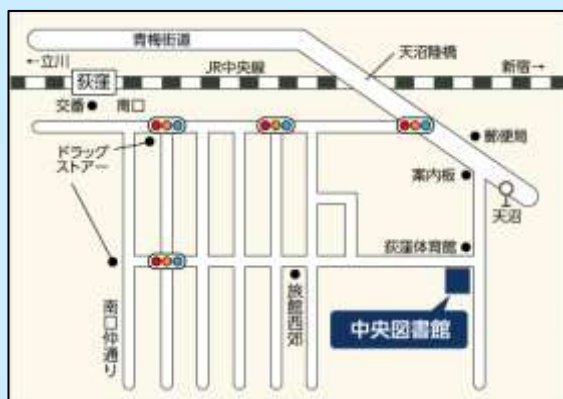 青梅街道
天沼陸橋
←立川
JR中央線
新宿→
荻窪
交番
南口
郵便局
ドラッグ
ストアー
案内板
天沼
荻窪体育館
南口仲通り
旅館西郊
中央図書館